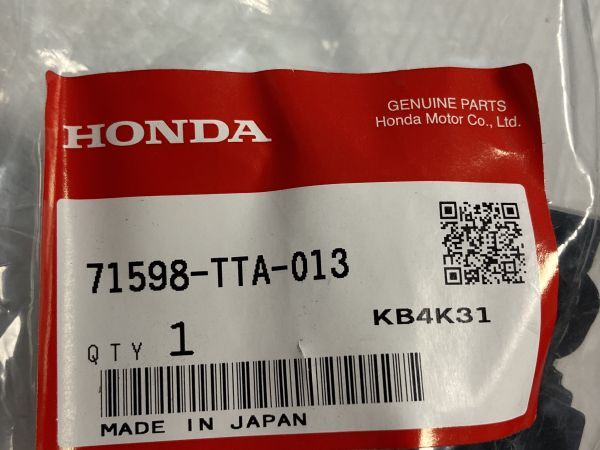 HONDA
GENUINE PARTS
Honda Motor Co., Ltd.
71598-TTA-013
KB4K31
QTY 1
MADE IN JAPAN